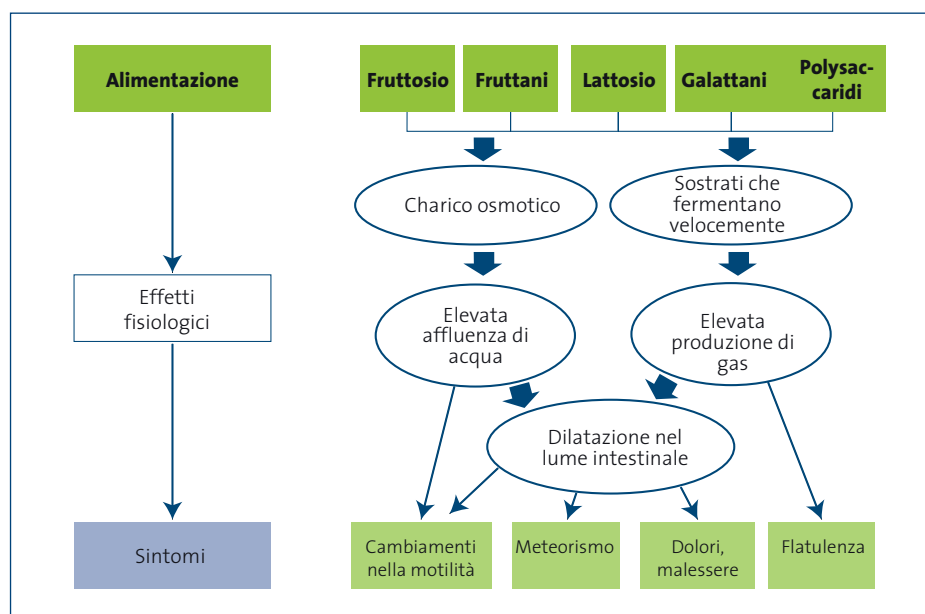 Alimentazione
Fruttosio
Fruttani
Lattosio
Galattani
Polysac-
caridi
Charico osmotico
Sostrati che
fermentano
velocemente
Effetti
fisiologici
Elevata
affluenza di
acqua
Elevata
produzione di
gas
Dilatazione nel
lume intestinale
Sintomi
Cambiamenti
nella motilità
Meteorismo
Dolori,
malessere
Flatulenza